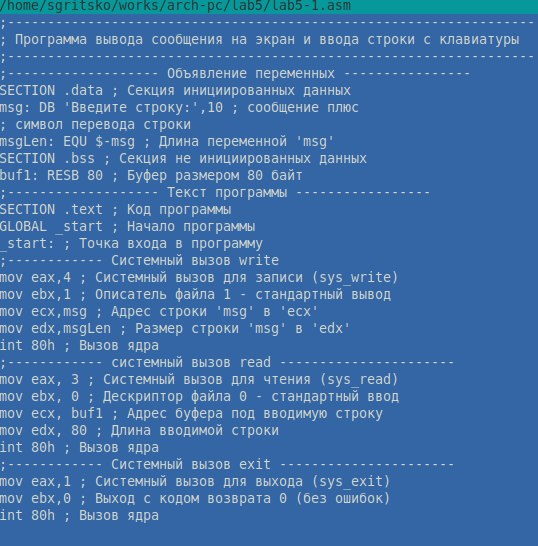 /home/sgritsko/works/arch-pc/lab5/lab5-1.asm
;------------------------------------------------------------------
; Программа вывода сообщения на экран и ввода строки с клавиатуры
;------------------------------------------------------------------
;------------------- Объявление переменных ----------------
SECTION .data ; Секция инициированных данных
msg: DB 'Введите строку:',10 ; сообщение плюс
; символ перевода строки
msgLen: EQU $-msg ; Длина переменной 'msg'
SECTION .bss ; Секция не инициированных данных
buf1: RESB 80 ; Буфер размером 80 байт
;------------------- Текст программы -----------------
SECTION .text ; Код программы
GLOBAL _start ; Начало программы
_start: ; Точка входа в программу
;------------ Системный вызов write
mov eax,4 ; Системный вызов для записи (sys_write)
mov ebx,1 ; Описатель файла 1 - стандартный вывод
mov ecx,msg ; Адрес строки 'msg' в 'ecx'
mov edx,msgLen ; Размер строки 'msg' в 'edx'
int 80h ; Вызов ядра
;------------ системный вызов read ----------------------
mov eax, 3 ; Системный вызов для чтения (sys_read)
mov ebx, 0 ; Дескриптор файла 0 - стандартный ввод
mov ecx, buf1 ; Адрес буфера под вводимую строку
mov edx, 80 ; Длина вводимой строки
int 80h ; Вызов ядра
;------------ Системный вызов exit ----------------------
mov eax,1 ; Системный вызов для выхода (sys_exit)
mov ebx,0 ; Выход с кодом возврата 0 (без ошибок)
int 80h ; Вызов ядра